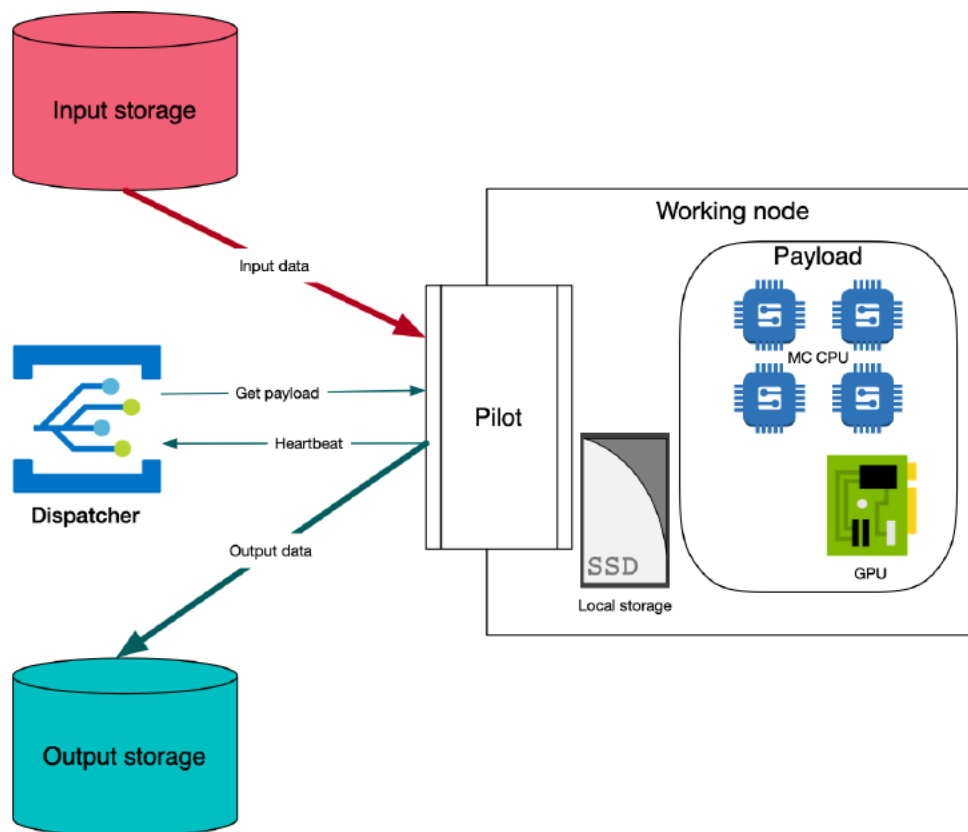 Input storage
Working node
Payload
Input data
MC CPU
Get payload
Pilot
Heartbeat
Dispatcher
Output data
SSD
GPU
Local storage
Output storage